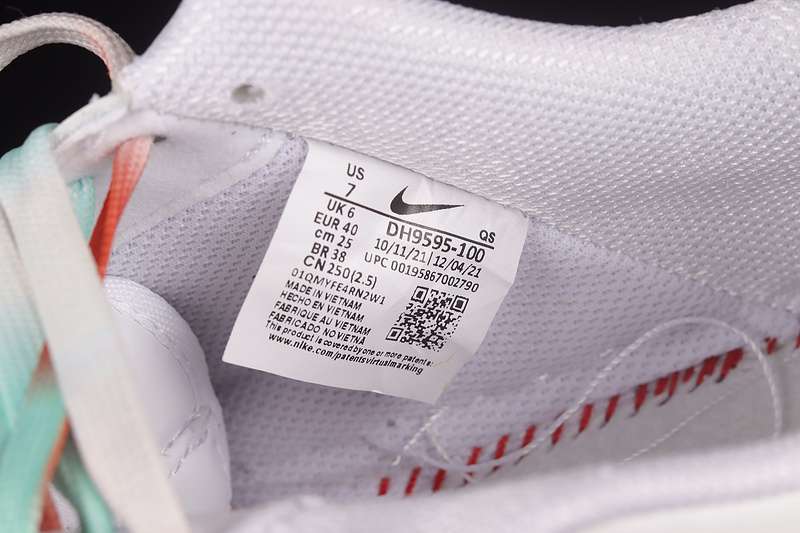 US
7
UK 6
EUR 40
cm 25
BR 38
CN 250(2.5)
QS
DH9595-100
10/11/21 | 12/04/21
UPC 00195867002790
01QMYFE4RN2W1
MADE IN VIETNAM
HECHO EN VIETNAM
FABRIQUE AU VIETNAM
FABRICADO NO VIETNA
This product is covered by one or more patents:
www.nike.com/patentsvirtualmarking